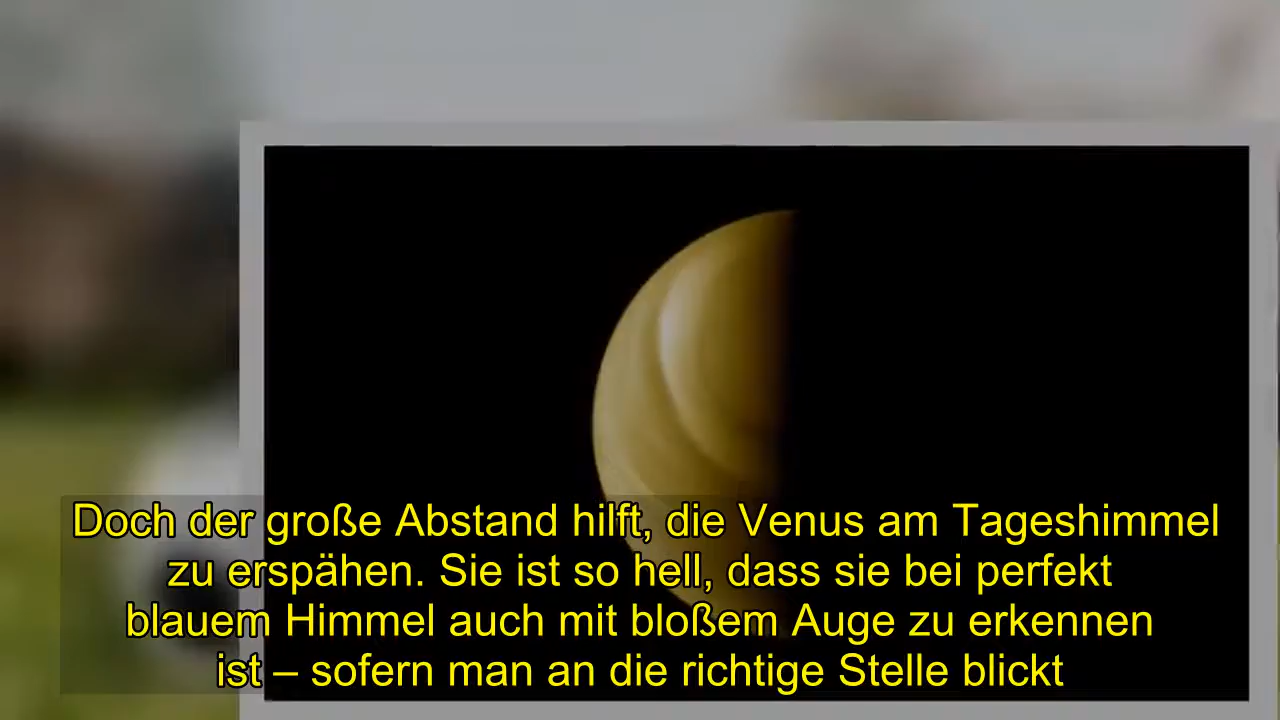 Doch der große Abstand hilft, die Venus am Tageshimmel
zu erspähen. Sie ist so hell, dass sie bei perfekt
blauem Himmel auch mit bloßem Auge zu erkennen
ist – sofern man an die richtige Stelle blickt